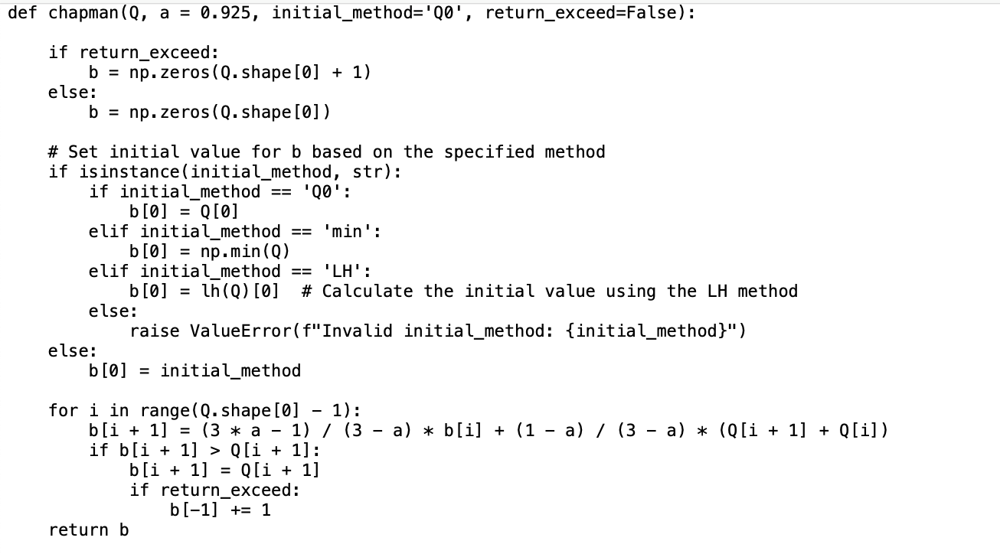 def chapman(Q, a = 0.925, initial_method='Q0', return_exceed=False):

    if return_exceed:
        b = np.zeros(Q.shape[0] + 1)
    else:
        b = np.zeros(Q.shape[0])

    # Set initial value for b based on the specified method
    if isinstance(initial_method, str):
        if initial_method == 'Q0':
            b[0] = Q[0]
        elif initial_method == 'min':
            b[0] = np.min(Q)
        elif initial_method == 'LH':
            b[0] = lh(Q)[0]  # Calculate the initial value using the LH method
        else:
            raise ValueError(f"Invalid initial_method: {initial_method}")
    else:
        b[0] = initial_method

    for i in range(Q.shape[0] - 1):
        b[i + 1] = (3 * a - 1) / (3 - a) * b[i] + (1 - a) / (3 - a) * (Q[i + 1] + Q[i])
        if b[i + 1] > Q[i + 1]:
            b[i + 1] = Q[i + 1]
            if return_exceed:
                b[-1] += 1
    return b